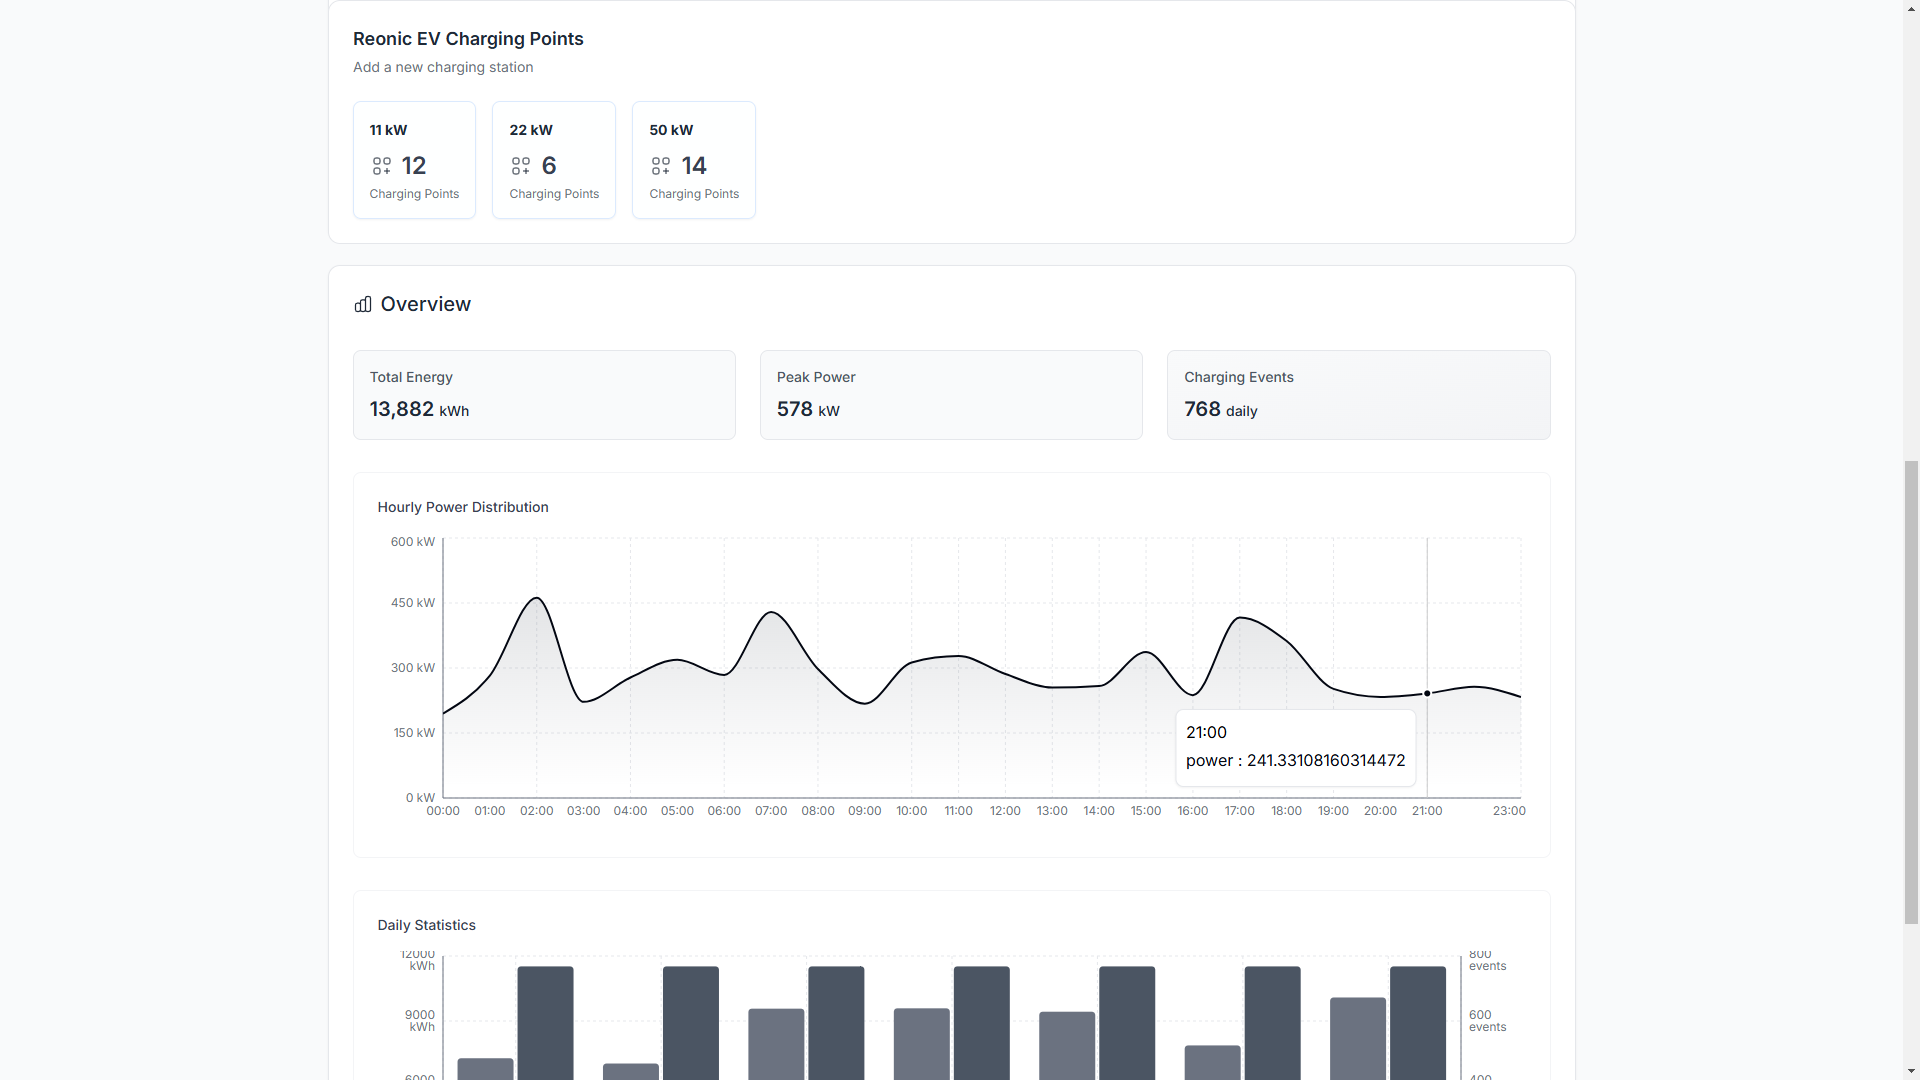 Reonic EV Charging Points
Add a new charging station
11 kW
12
Charging Points
22 kW
6
Charging Points
50 kW
14
Charging Points
Overview
Total Energy
13,882 kWh
Peak Power
578 kW
Charging Events
768 daily
Hourly Power Distribution
600 kW
450 kW
300 kW
150 kW
0 kW
00:00 01:00 02:00 03:00 04:00 05:00 06:00 07:00 08:00 09:00 10:00 11:00 12:00 13:00 14:00 15:00 16:00 17:00 18:00 19:00 20:00 21:00 23:00
21:00
power : 241.33108160314472
Daily Statistics
12000
kWh
9000
kWh
6000
800
events
600
events
400